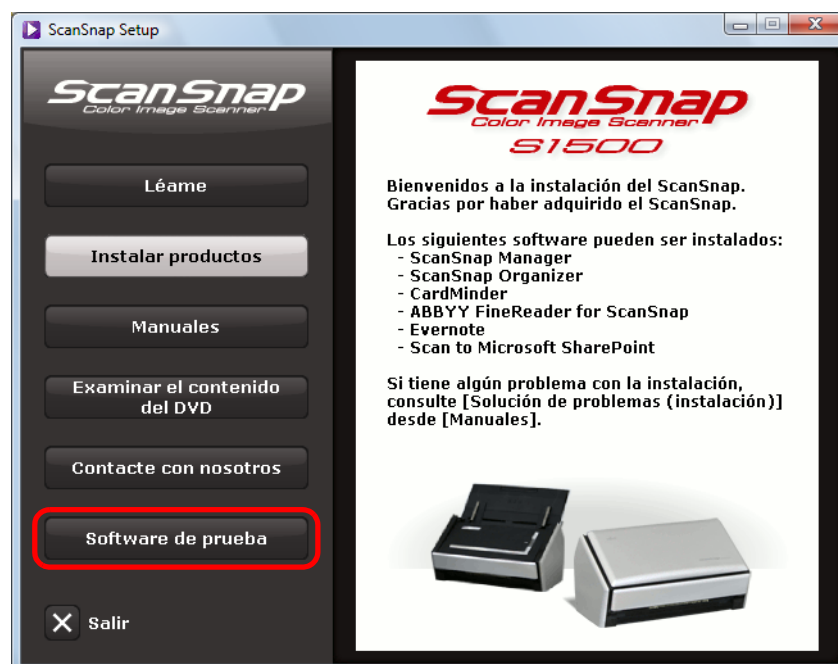 ScanSnap Setup
ScanSnap
Color Image Scanner
Léame
Instalar productos
Manuales
Examinar el contenido
del DVD
Contacte con nosotros
Software de prueba
Salir
ScanSnap
Color Image Scanner
S1500
Bienvenidos a la instalación del ScanSnap.
Gracias por haber adquirido el ScanSnap.
Los siguientes software pueden ser instalados:
- ScanSnap Manager
- ScanSnap Organizer
- CardMinder
- ABBYY FineReader for ScanSnap
- Evernote
- Scan to Microsoft SharePoint
Si tiene algún problema con la instalación,
consulte [Solución de problemas (instalación)]
desde [Manuales].